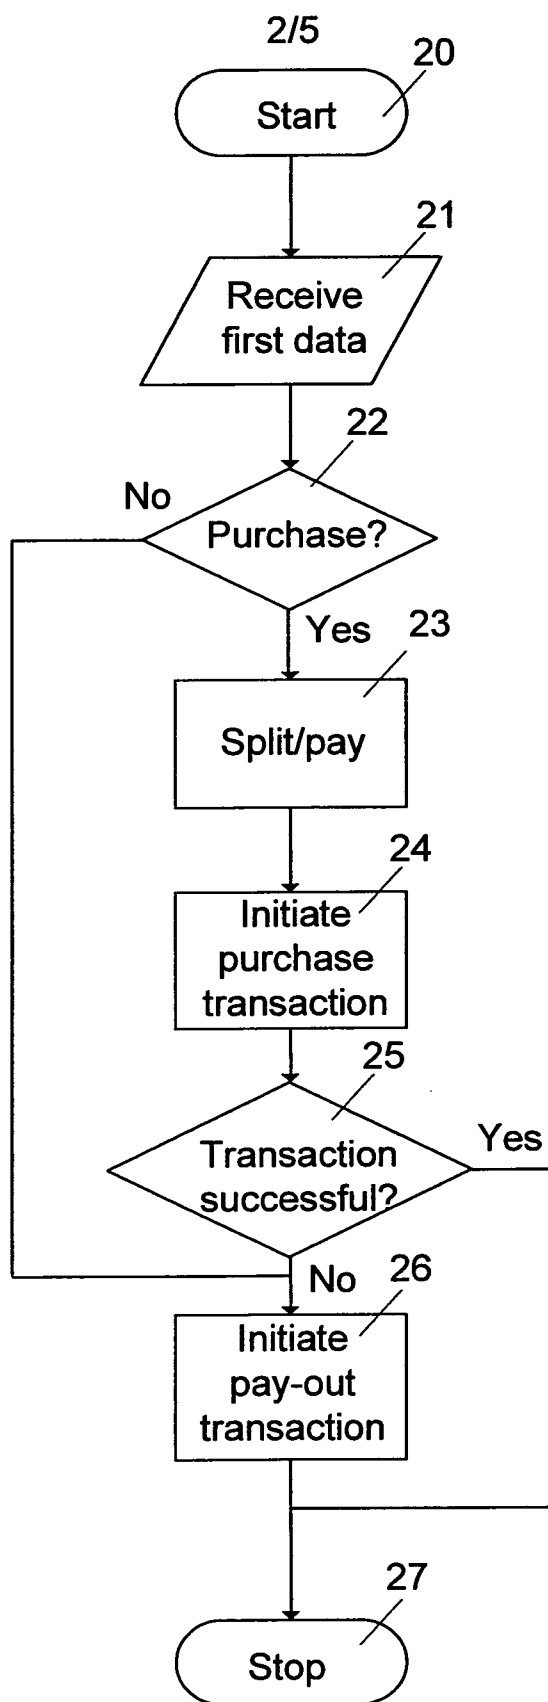 2/5
20
Start
21
Receive
first data
22
No
Purchase?
Yes
23
Split/pay
24
Initiate
purchase
transaction
25
Yes
Transaction
successful?
No
26
Initiate
pay-out
transaction
27
Stop